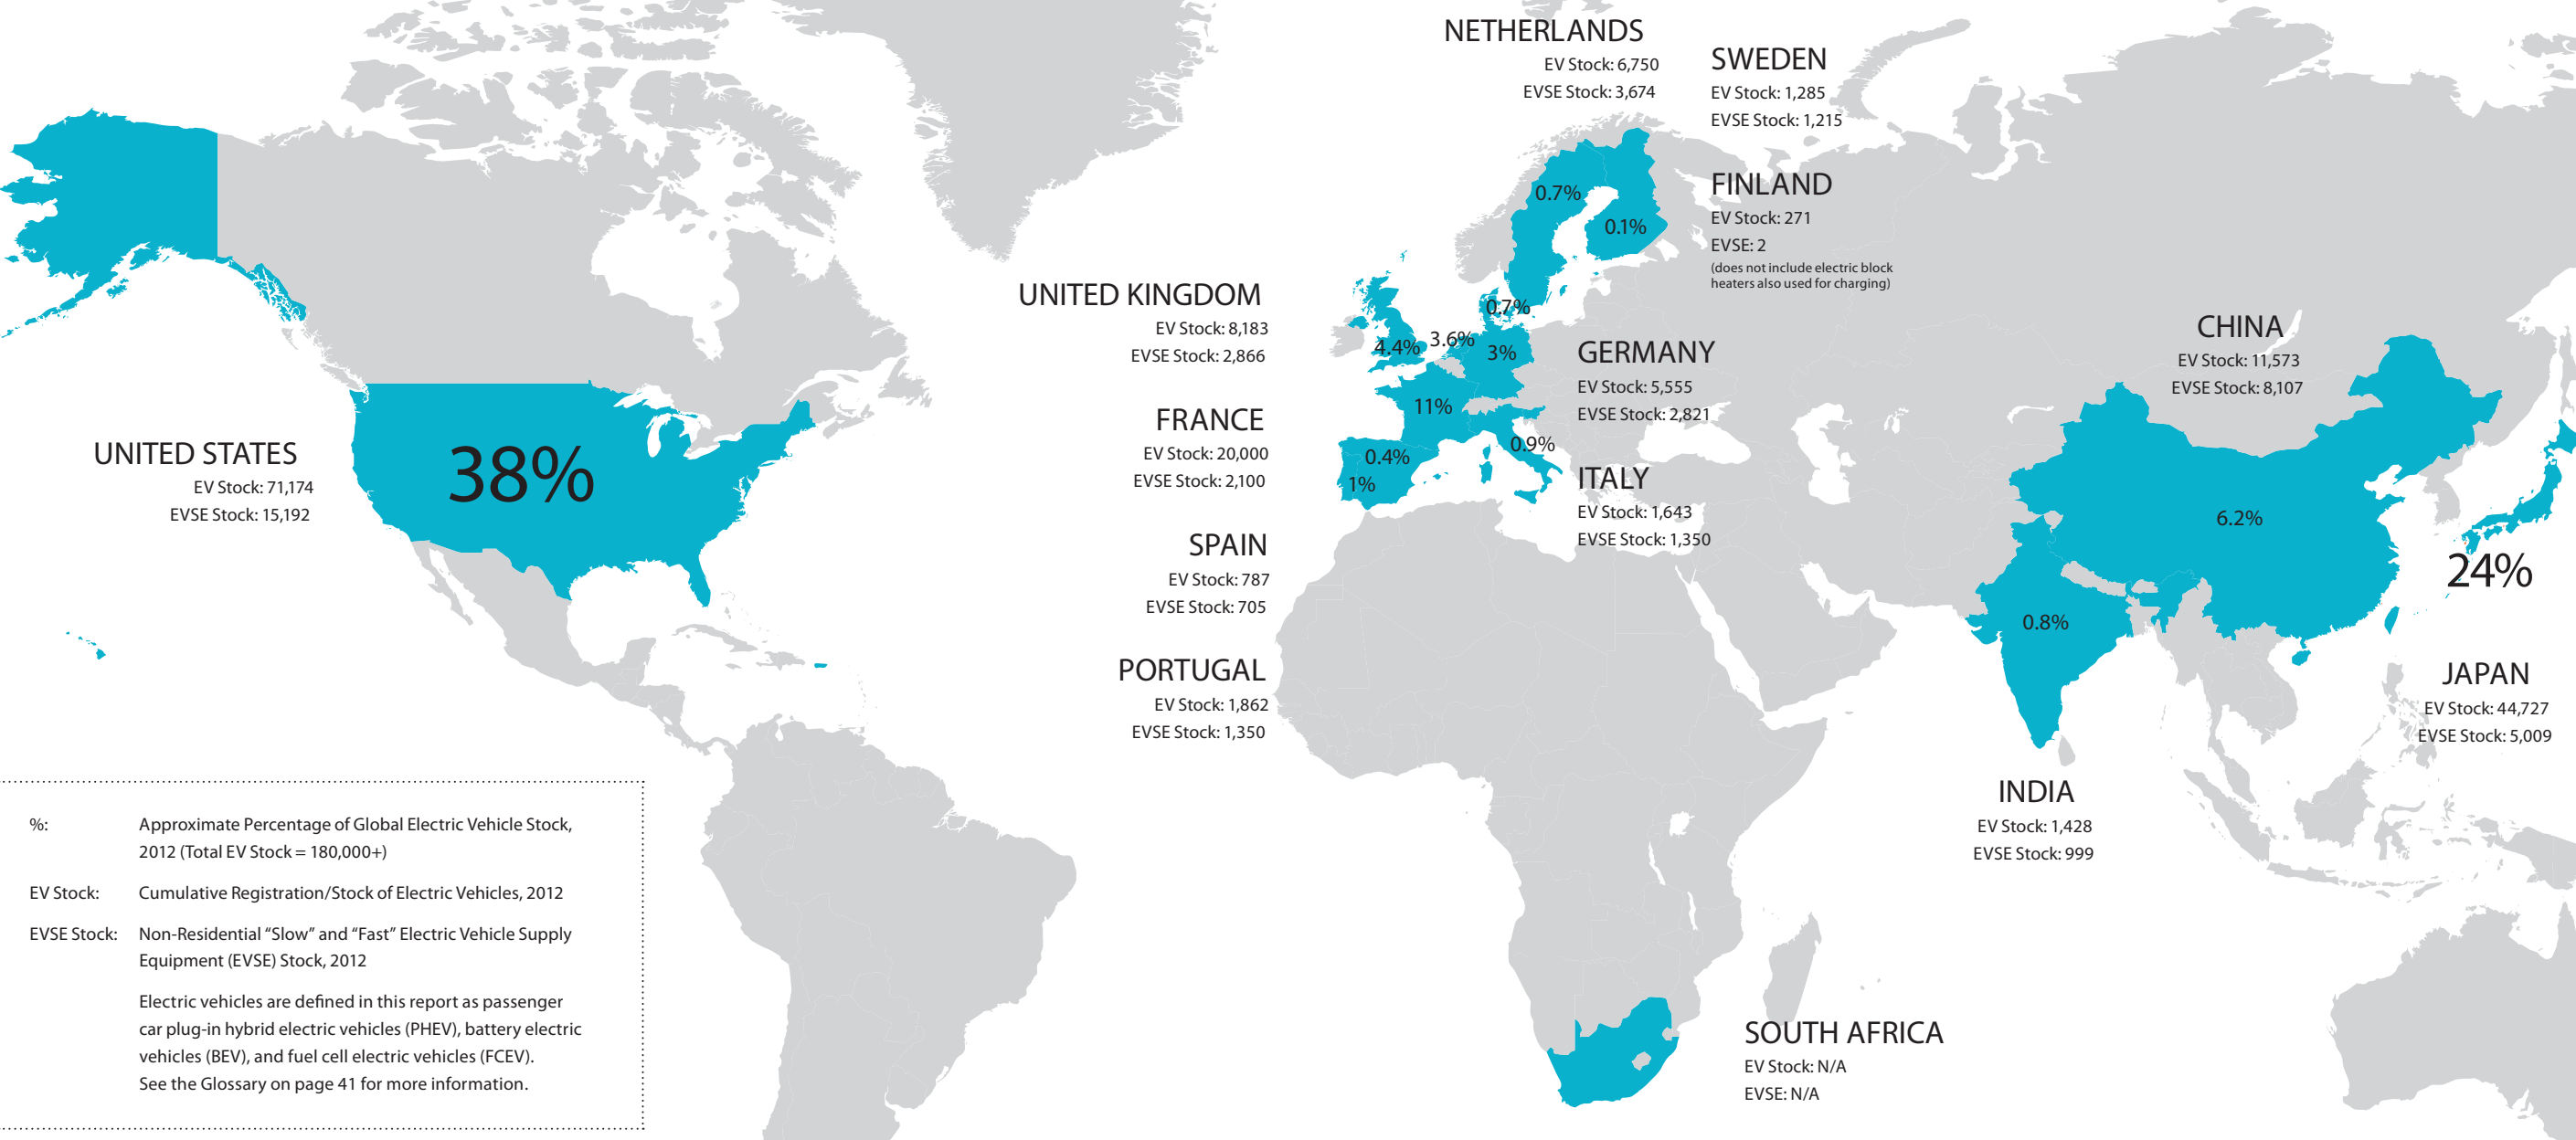 NETHERLANDS
EV Stock: 6,750
EVSE Stock: 3,674
SWEDEN
EV Stock: 1,285
EVSE Stock: 1,215
FINLAND
EV Stock: 271
EVSE: 2
(does not include electric block
heaters also used for charging)
0.7%
0.1%
UNITED KINGDOM
EV Stock: 8,183
EVSE Stock: 2,866
0.7%
4.4%
3.6%
3%
GERMANY
EV Stock: 5,555
EVSE Stock: 2,821
CHINA
EV Stock: 11,573
EVSE Stock: 8,107
6.2%
UNITED STATES
EV Stock: 71,174
EVSE Stock: 15,192
38%
FRANCE
EV Stock: 20,000
EVSE Stock: 2,100
11%
0.9%
0.4%
1%
ITALY
EV Stock: 1,643
EVSE Stock: 1,350
SPAIN
EV Stock: 787
EVSE Stock: 705
24%
0.8%
PORTUGAL
EV Stock: 1,862
EVSE Stock: 1,350
JAPAN
EV Stock: 44,727
EVSE Stock: 5,009
INDIA
EV Stock: 1,428
EVSE Stock: 999
SOUTH AFRICA
EV Stock: N/A
EVSE: N/A
%: Approximate Percentage of Global Electric Vehicle Stock,
2012 (Total EV Stock = 180,000+)
EV Stock: Cumulative Registration/Stock of Electric Vehicles, 2012
EVSE Stock: Non-Residential “Slow” and “Fast” Electric Vehicle Supply
Equipment (EVSE) Stock, 2012
Electric vehicles are defined in this report as passenger
car plug-in hybrid electric vehicles (PHEV), battery electric
vehicles (BEV), and fuel cell electric vehicles (FCEV).
See the Glossary on page 41 for more information.